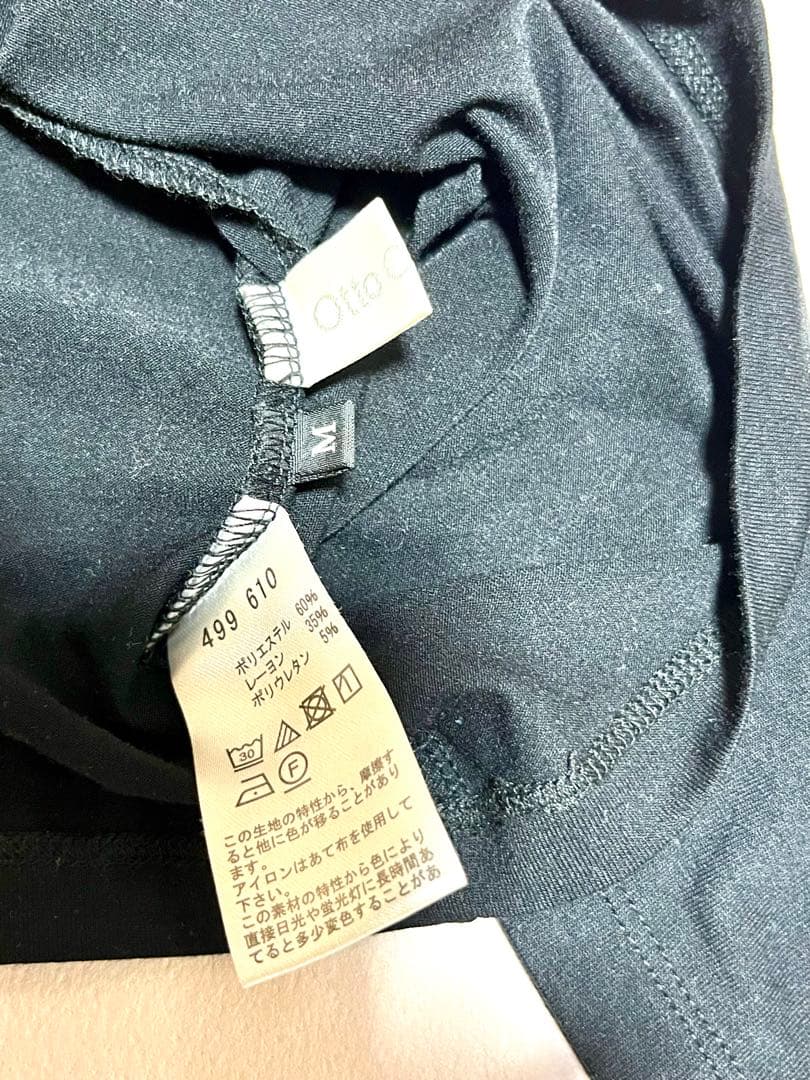 Otto C
M
499 610
ポリエステル 60%
レーヨン 35%
ポリウレタン 5%
30
F
この生地の特性から、摩擦す
ると他に色が移ることがあり
ます。
アイロンはあて布を使用して
下さい。
この素材の特性から色により
直接日光や蛍光灯に長時間あ
てると多少変色することがあ